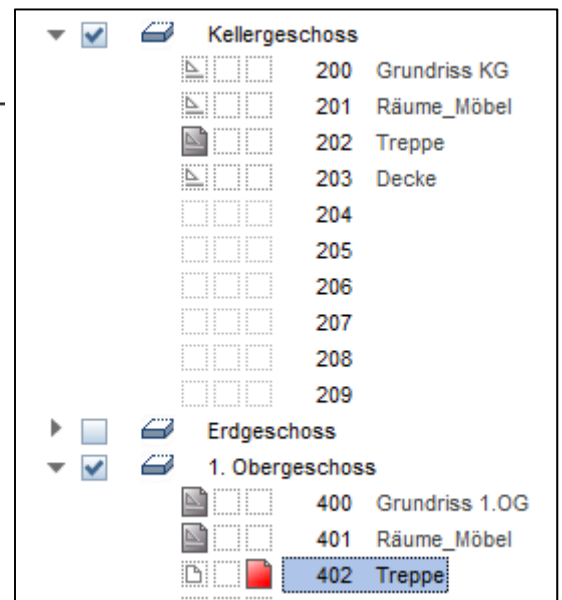 Kellergeschoss
200 Grundriss KG
201 Räume_Möbel
202 Treppe
203 Decke
204
205
206
207
208
209
Erdgeschoss
1. Obergeschoss
400 Grundriss 1.OG
401 Räume_Möbel
402 Treppe